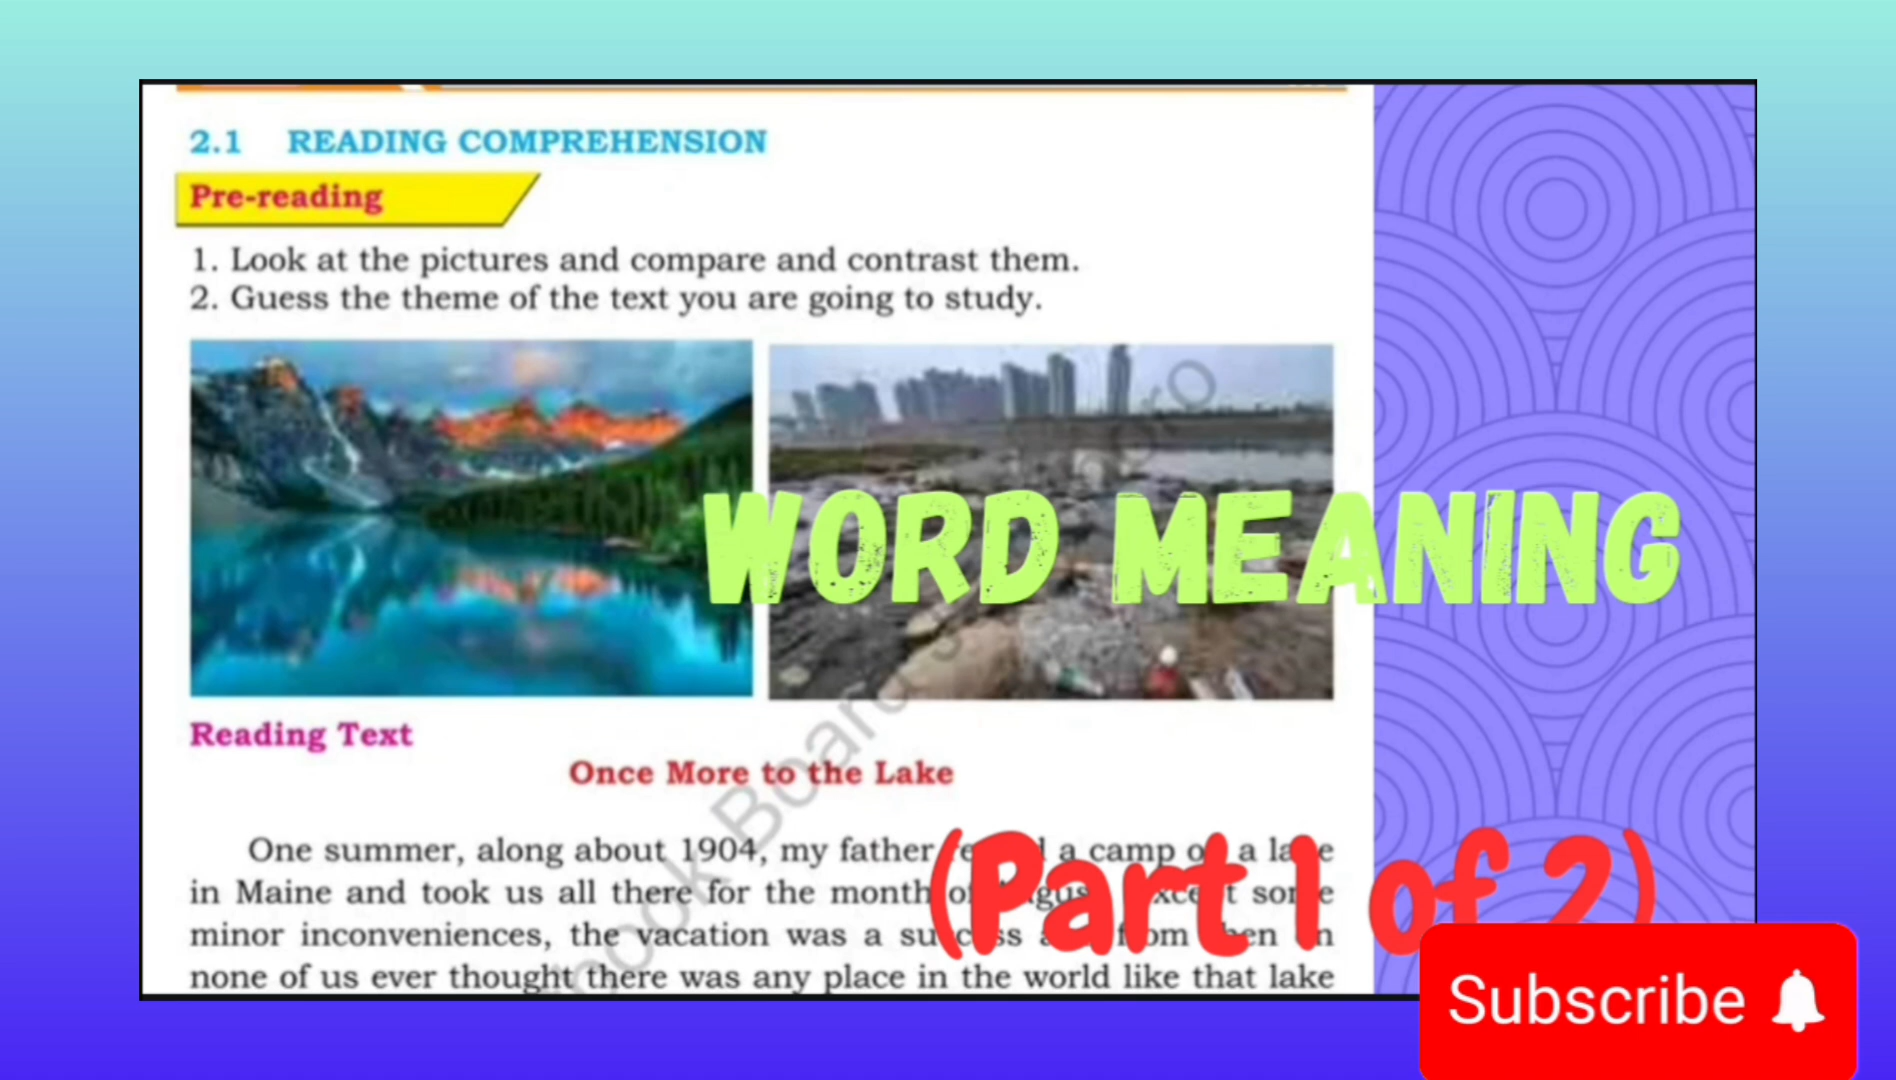 2.1 READING COMPREHENSION
Pre-reading
1. Look at the pictures and compare and contrast them.
2. Guess the theme of the text you are going to study.
WORD MEANING
Reading Text
Once More to the Lake
One summer, along about 1904, my father a camp a
in Maine and took us all there for the month
minor inconveniences, the vacation was a
none of us ever thought there was any place in the world like that lake
(Part 1 of 2)
Subscribe